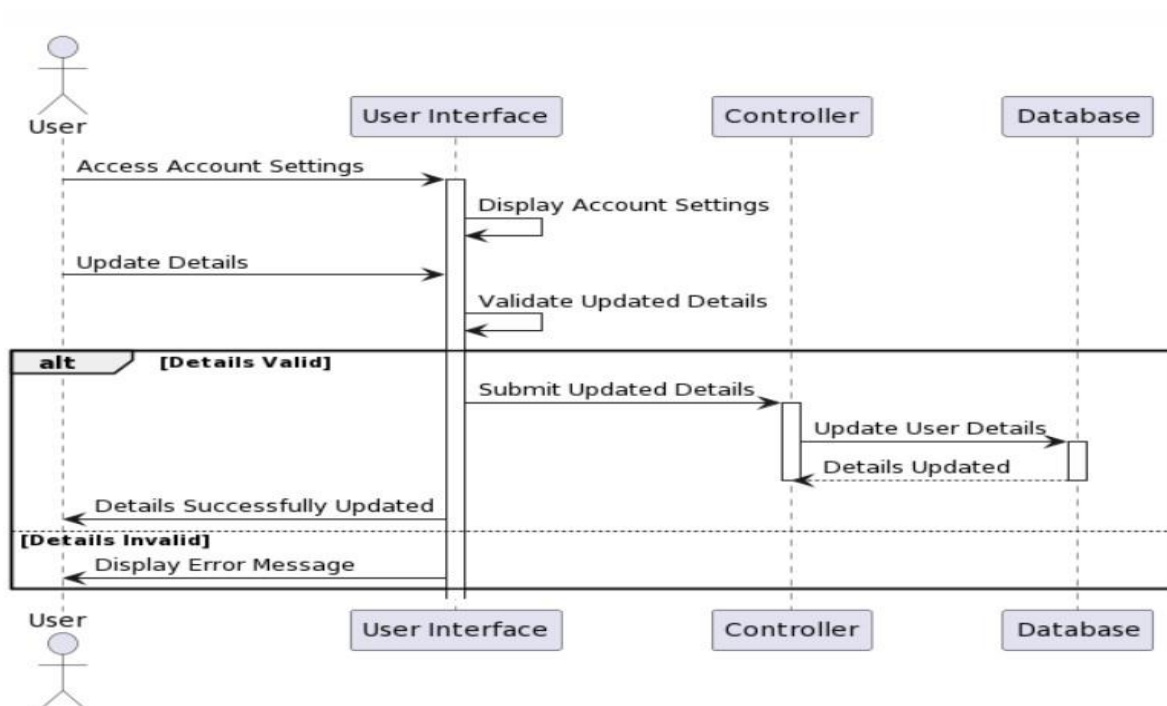 User
User Interface
Controller
Database
Access Account Settings
Display Account Settings
Update Details
Validate Updated Details
alt
[Details Valid]
Submit Updated Details
Update User Details
Details Updated
Details Successfully Updated
[Details Invalid]
Display Error Message
User
User Interface
Controller
Database